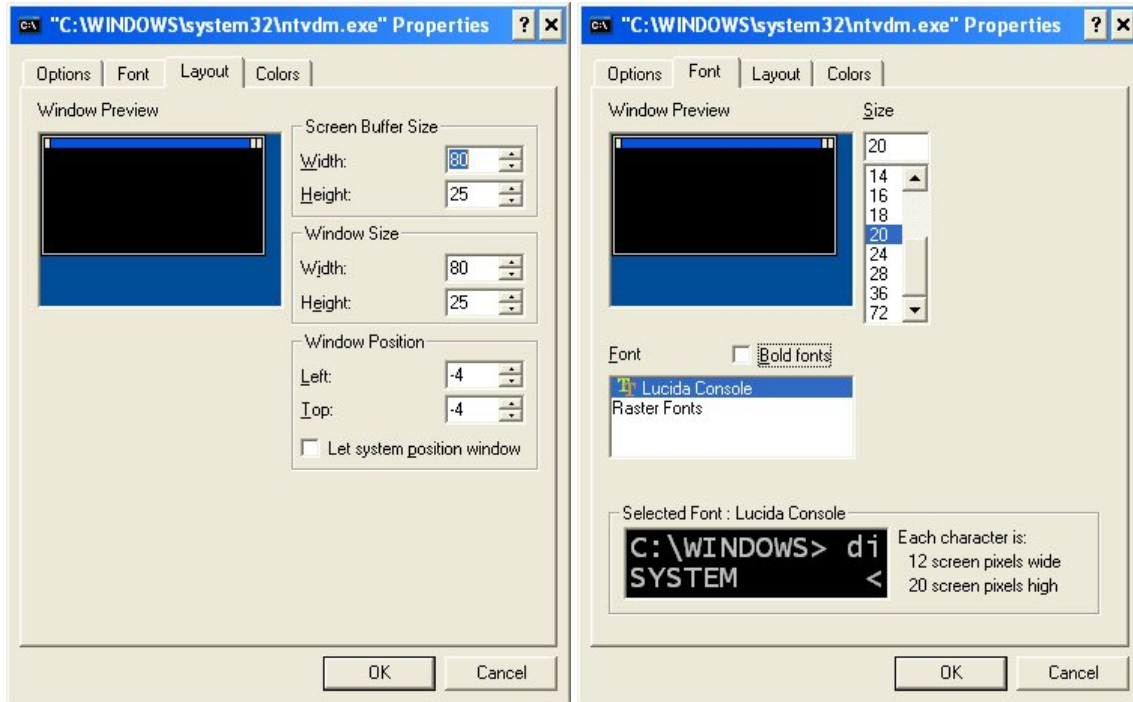 "C:\WINDOWS\system32\ntvdm.exe" Properties
Options Font Layout Colors
Window Preview
Screen Buffer Size
Width: 80
Height: 25
Window Size
Width: 80
Height: 25
Window Position
Left: -4
Top: -4
Let system position window
OK Cancel
"C:\WINDOWS\system32\ntvdm.exe" Properties
Options Font Layout Colors
Window Preview Size
20
14
16
18
20
24
28
36
72
Font Bold fonts
Lucida Console
Raster Fonts
Selected Font : Lucida Console
C:\WINDOWS> di
SYSTEM <
Each character is:
12 screen pixels wide
20 screen pixels high
OK Cancel